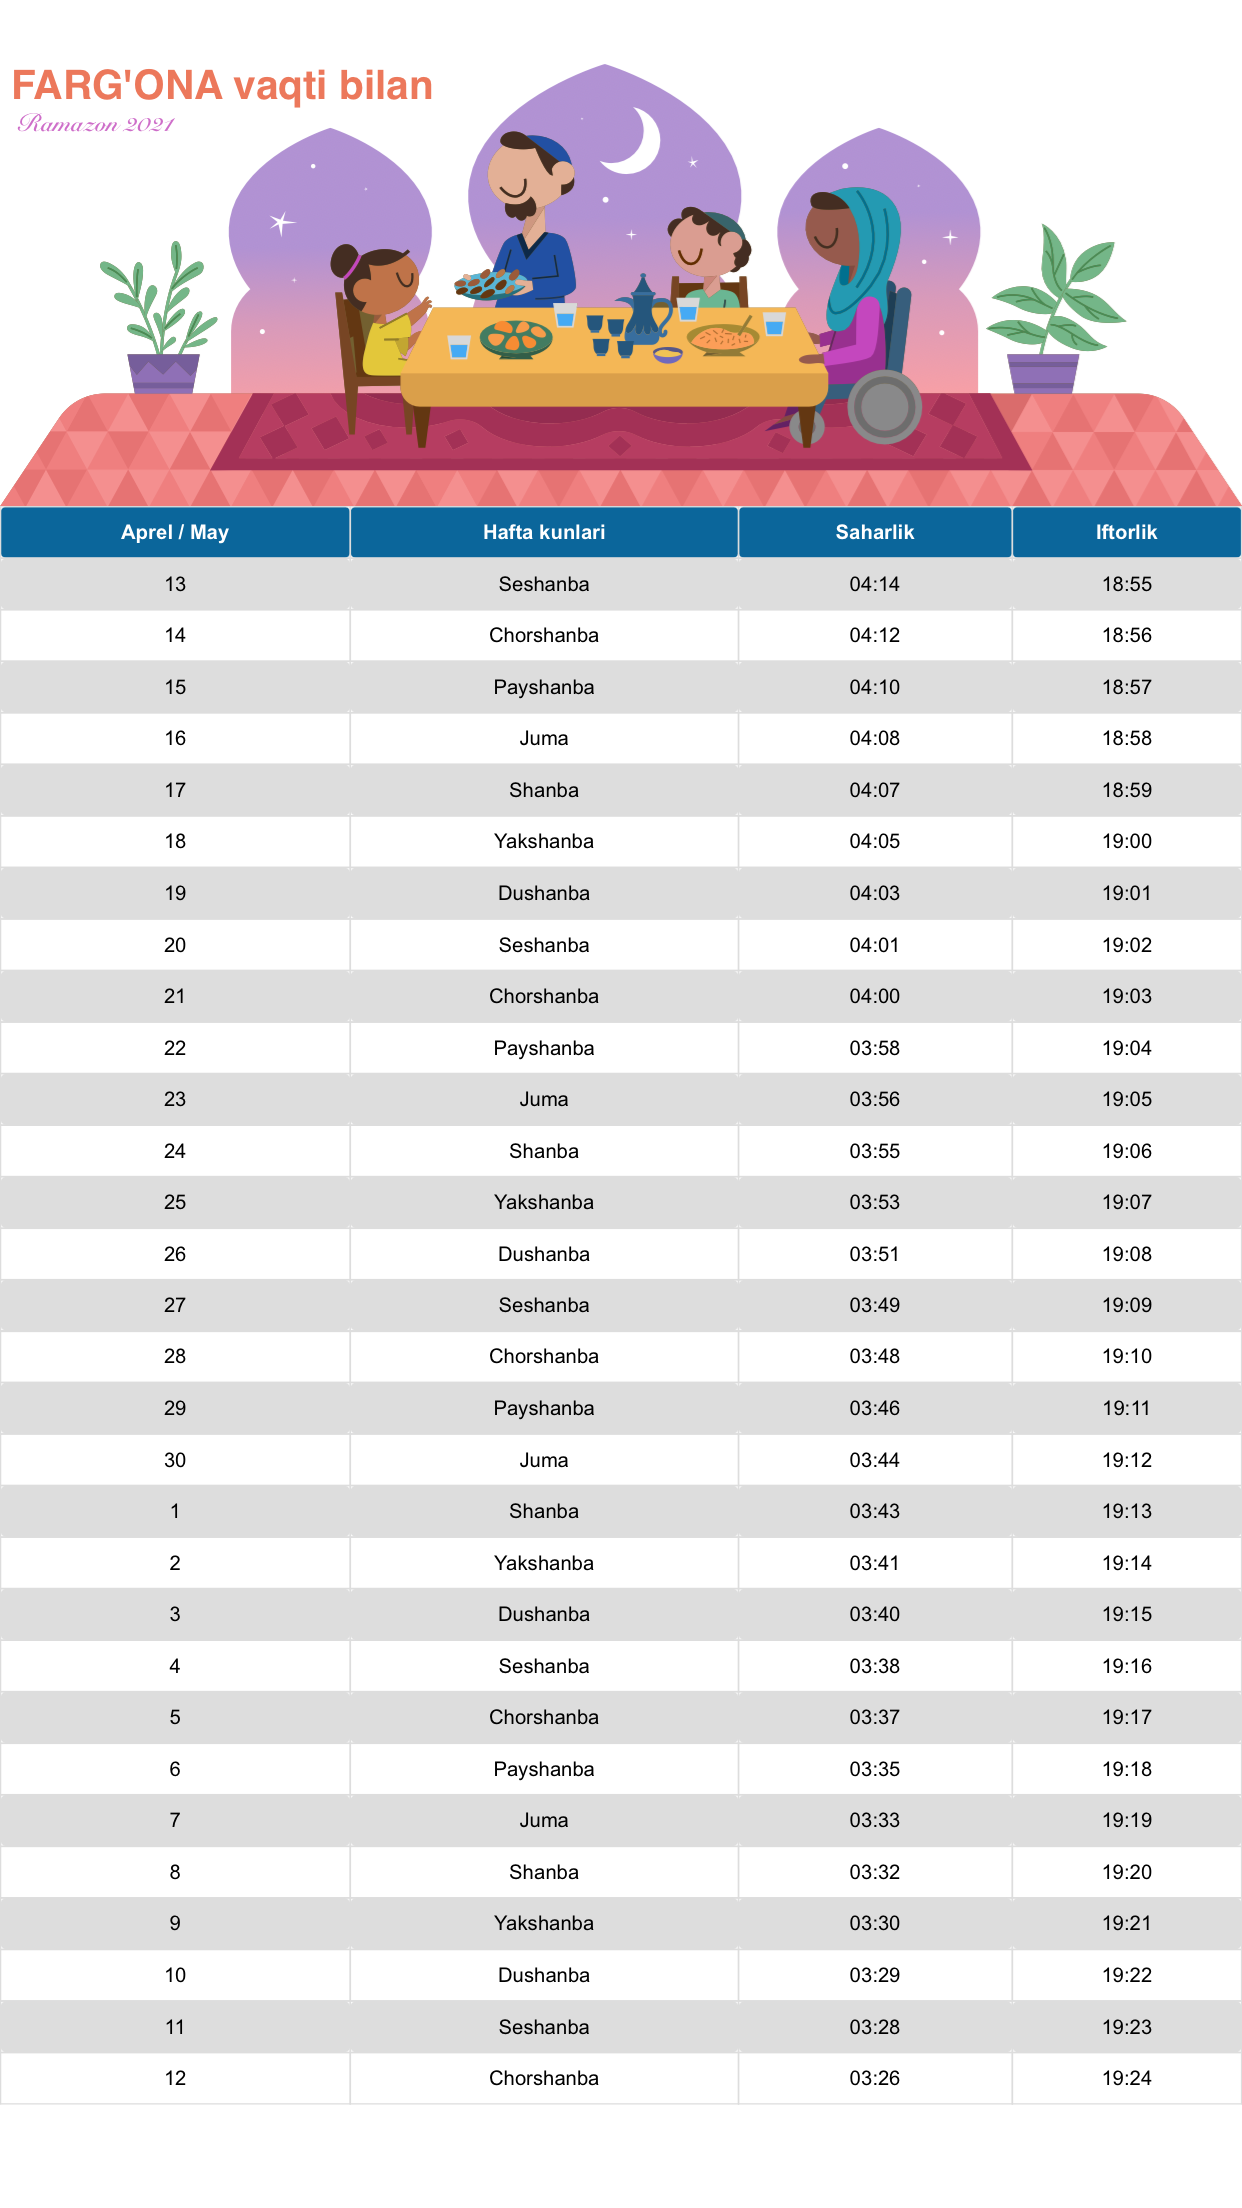 FARG'ONA vaqti bilan
Ramazon 2021
Aprel / May Hafta kunlari Saharlik Iftorlik
13 Seshanba 04:14 18:55
14 Chorshanba 04:12 18:56
15 Payshanba 04:10 18:57
16 Juma 04:08 18:58
17 Shanba 04:07 18:59
18 Yakshanba 04:05 19:00
19 Dushanba 04:03 19:01
20 Seshanba 04:01 19:02
21 Chorshanba 04:00 19:03
22 Payshanba 03:58 19:04
23 Juma 03:56 19:05
24 Shanba 03:55 19:06
25 Yakshanba 03:53 19:07
26 Dushanba 03:51 19:08
27 Seshanba 03:49 19:09
28 Chorshanba 03:48 19:10
29 Payshanba 03:46 19:11
30 Juma 03:44 19:12
1 Shanba 03:43 19:13
2 Yakshanba 03:41 19:14
3 Dushanba 03:40 19:15
4 Seshanba 03:38 19:16
5 Chorshanba 03:37 19:17
6 Payshanba 03:35 19:18
7 Juma 03:33 19:19
8 Shanba 03:32 19:20
9 Yakshanba 03:30 19:21
10 Dushanba 03:29 19:22
11 Seshanba 03:28 19:23
12 Chorshanba 03:26 19:24